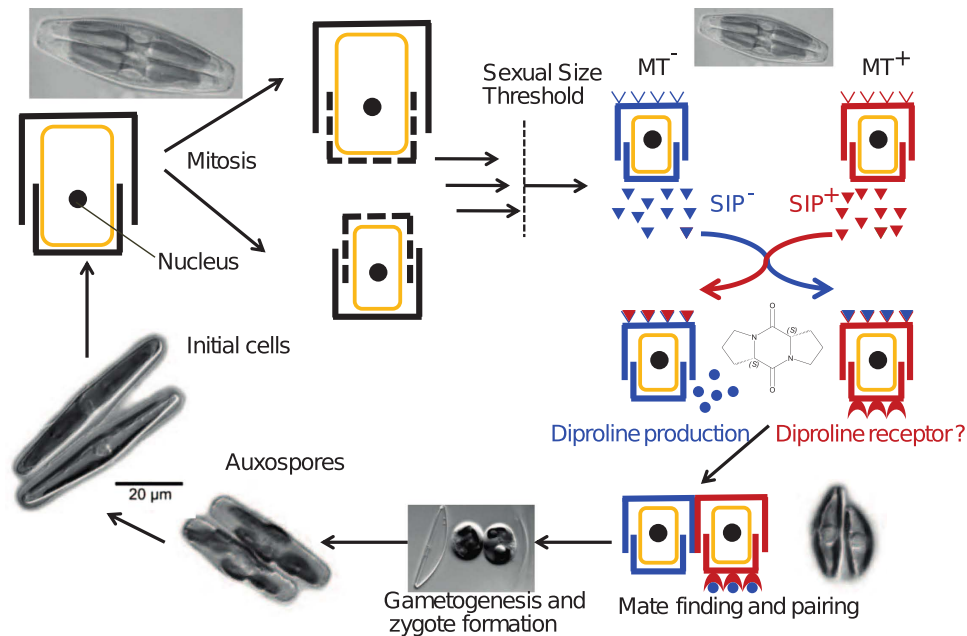 Mitosis
Nucleus
Sexual Size
Threshold
MT-
MT+
SIP-
SIP+
O
N
(S)
(S)
N
O
Diproline production
Diproline receptor?
Initial cells
Auxospores
20 µm
Gametogenesis and
zygote formation
Mate finding and pairing